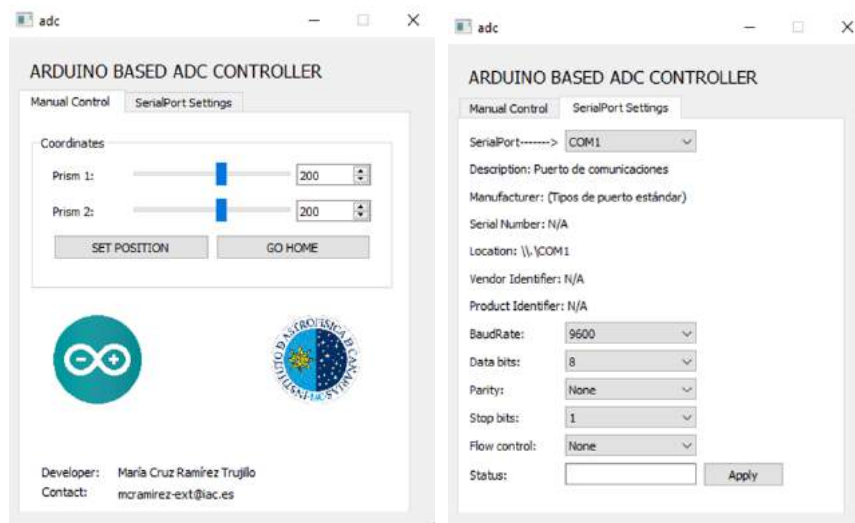 adc
ARDUINO BASED ADC CONTROLLER
Manual Control SerialPort Settings
Coordinates
Prism 1: 200
Prism 2: 200
SET POSITION GO HOME
INSTITUTO D ASTROFISICA D CANARIAS
Developer: María Cruz Ramírez Trujillo
Contact: mcramirez-ext@iac.es
adc
ARDUINO BASED ADC CONTROLLER
Manual Control SerialPort Settings
SerialPort-------> COM1
Description: Puerto de comunicaciones
Manufacturer: (Tipos de puerto estándar)
Serial Number: N/A
Location: \\.\COM1
Vendor Identifier: N/A
Product Identifier: N/A
BaudRate: 9600
Data bits: 8
Parity: None
Stop bits: 1
Flow control: None
Status: Apply